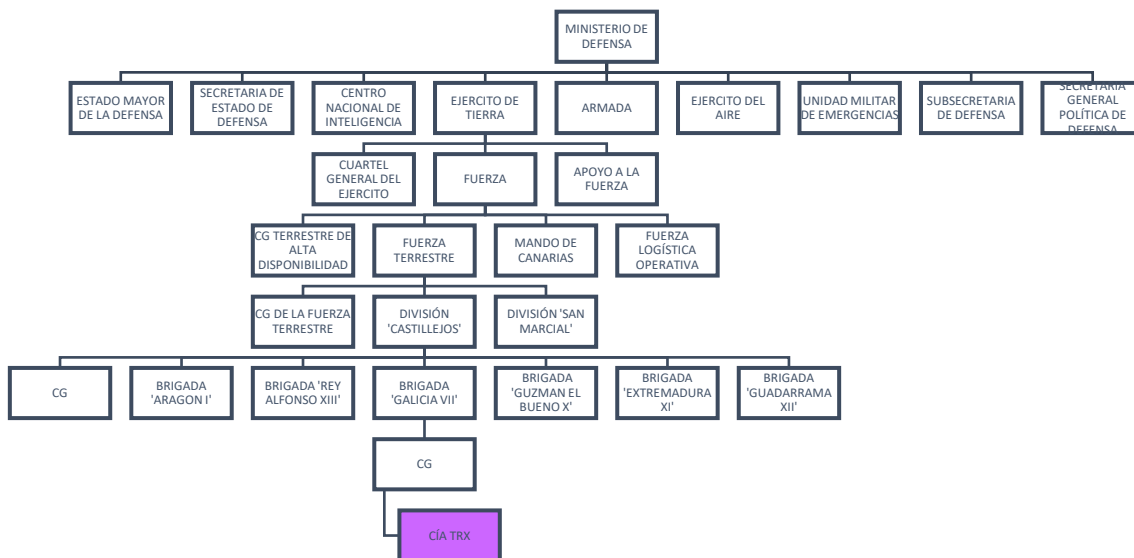 MINISTERIO DE
DEFENSA
ESTADO MAYOR
DE LA DEFENSA
SECRETARIA DE
ESTADO DE
DEFENSA
CENTRO
NACIONAL DE
INTELIGENCIA
EJERCITO DE
TIERRA
ARMADA
EJERCITO DEL
AIRE
UNIDAD MILITAR
DE EMERGENCIAS
SUBSECRETARIA
DE DEFENSA
SECRETARIA
GENERAL
POLÍTICA DE
DEFENSA
CUARTEL
GENERAL DEL
EJERCITO
FUERZA
APOYO A LA
FUERZA
CG TERRESTRE DE
ALTA
DISPONIBILIDAD
FUERZA
TERRESTRE
MANDO DE
CANARIAS
FUERZA
LOGÍSTICA
OPERATIVA
CG DE LA FUERZA
TERRESTRE
DIVISIÓN
'CASTILLEJOS'
DIVISIÓN 'SAN
MARCIAL'
CG
BRIGADA
'ARAGON I'
BRIGADA 'REY
ALFONSO XIII'
BRIGADA
'GALICIA VII'
BRIGADA
'GUZMAN EL
BUENO X'
BRIGADA
'EXTREMADURA
XI'
BRIGADA
'GUADARRAMA
XII'
CG
CÍA TRX